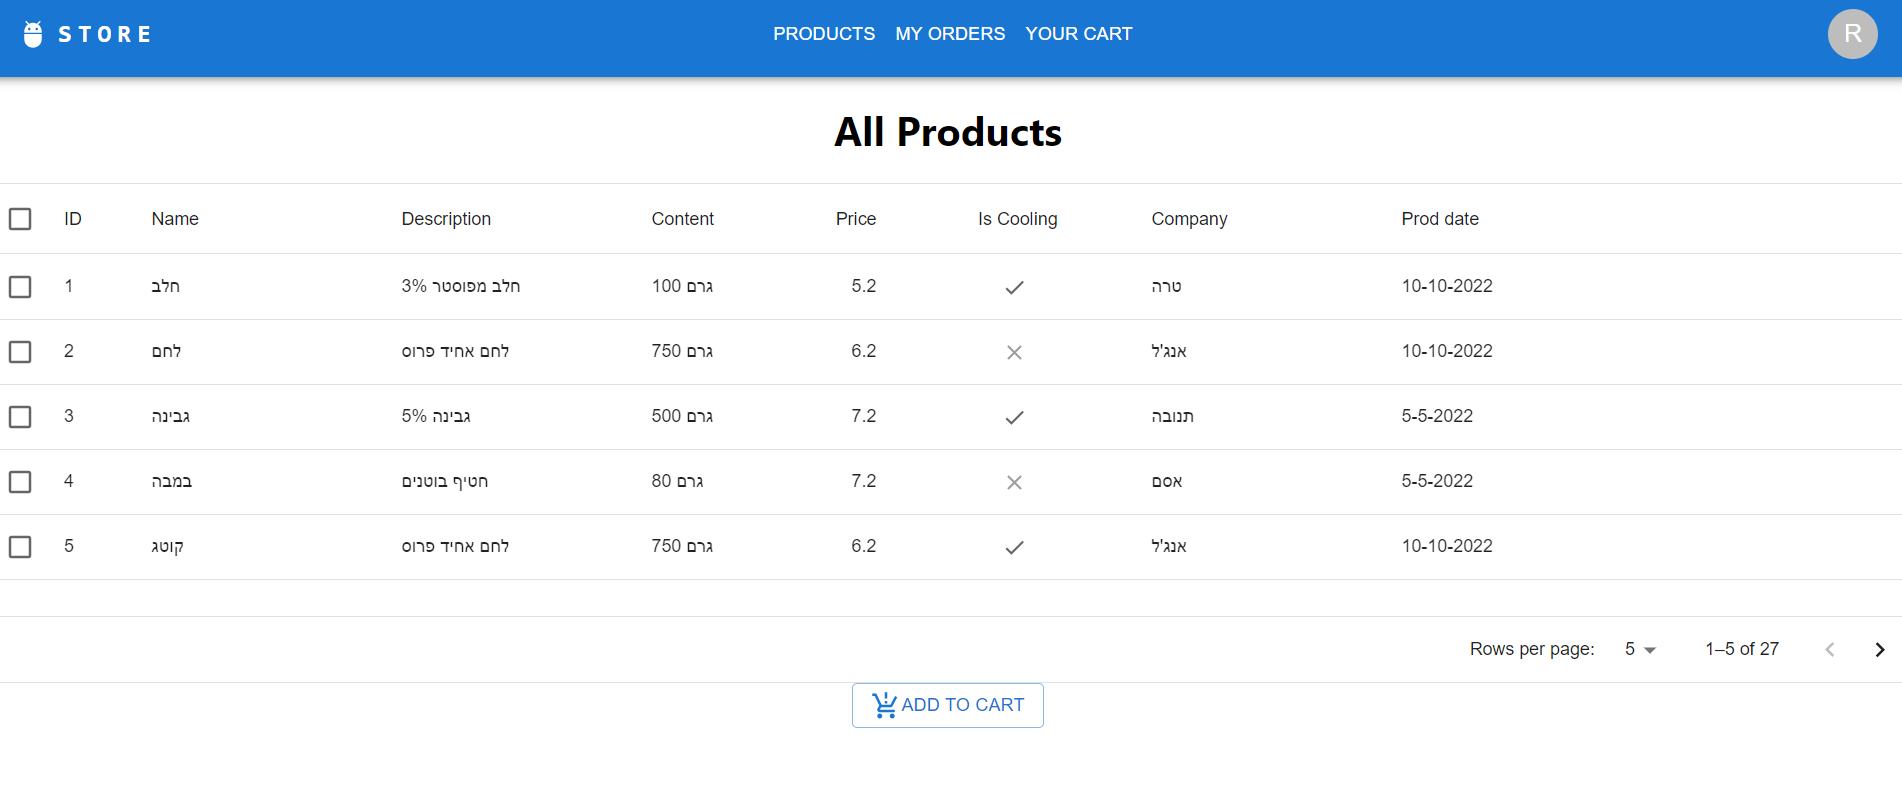 STORE PRODUCTS MY ORDERS YOUR CART R
All Products
ID Name Description Content Price Is Cooling Company Prod date
1 חלב חלב מפוסטר 3% 100 גרם 5.2 טרה 10-10-2022
2 לחם לחם אחיד פרוס 750 גרם 6.2 אנג'ל 10-10-2022
3 גבינה גבינה 5% 500 גרם 7.2 תנובה 5-5-2022
4 במבה חטיף בוטנים 80 גרם 7.2 אסם 5-5-2022
5 קוטג לחם אחיד פרוס 750 גרם 6.2 אנג'ל 10-10-2022
Rows per page: 5 1–5 of 27
ADD TO CART